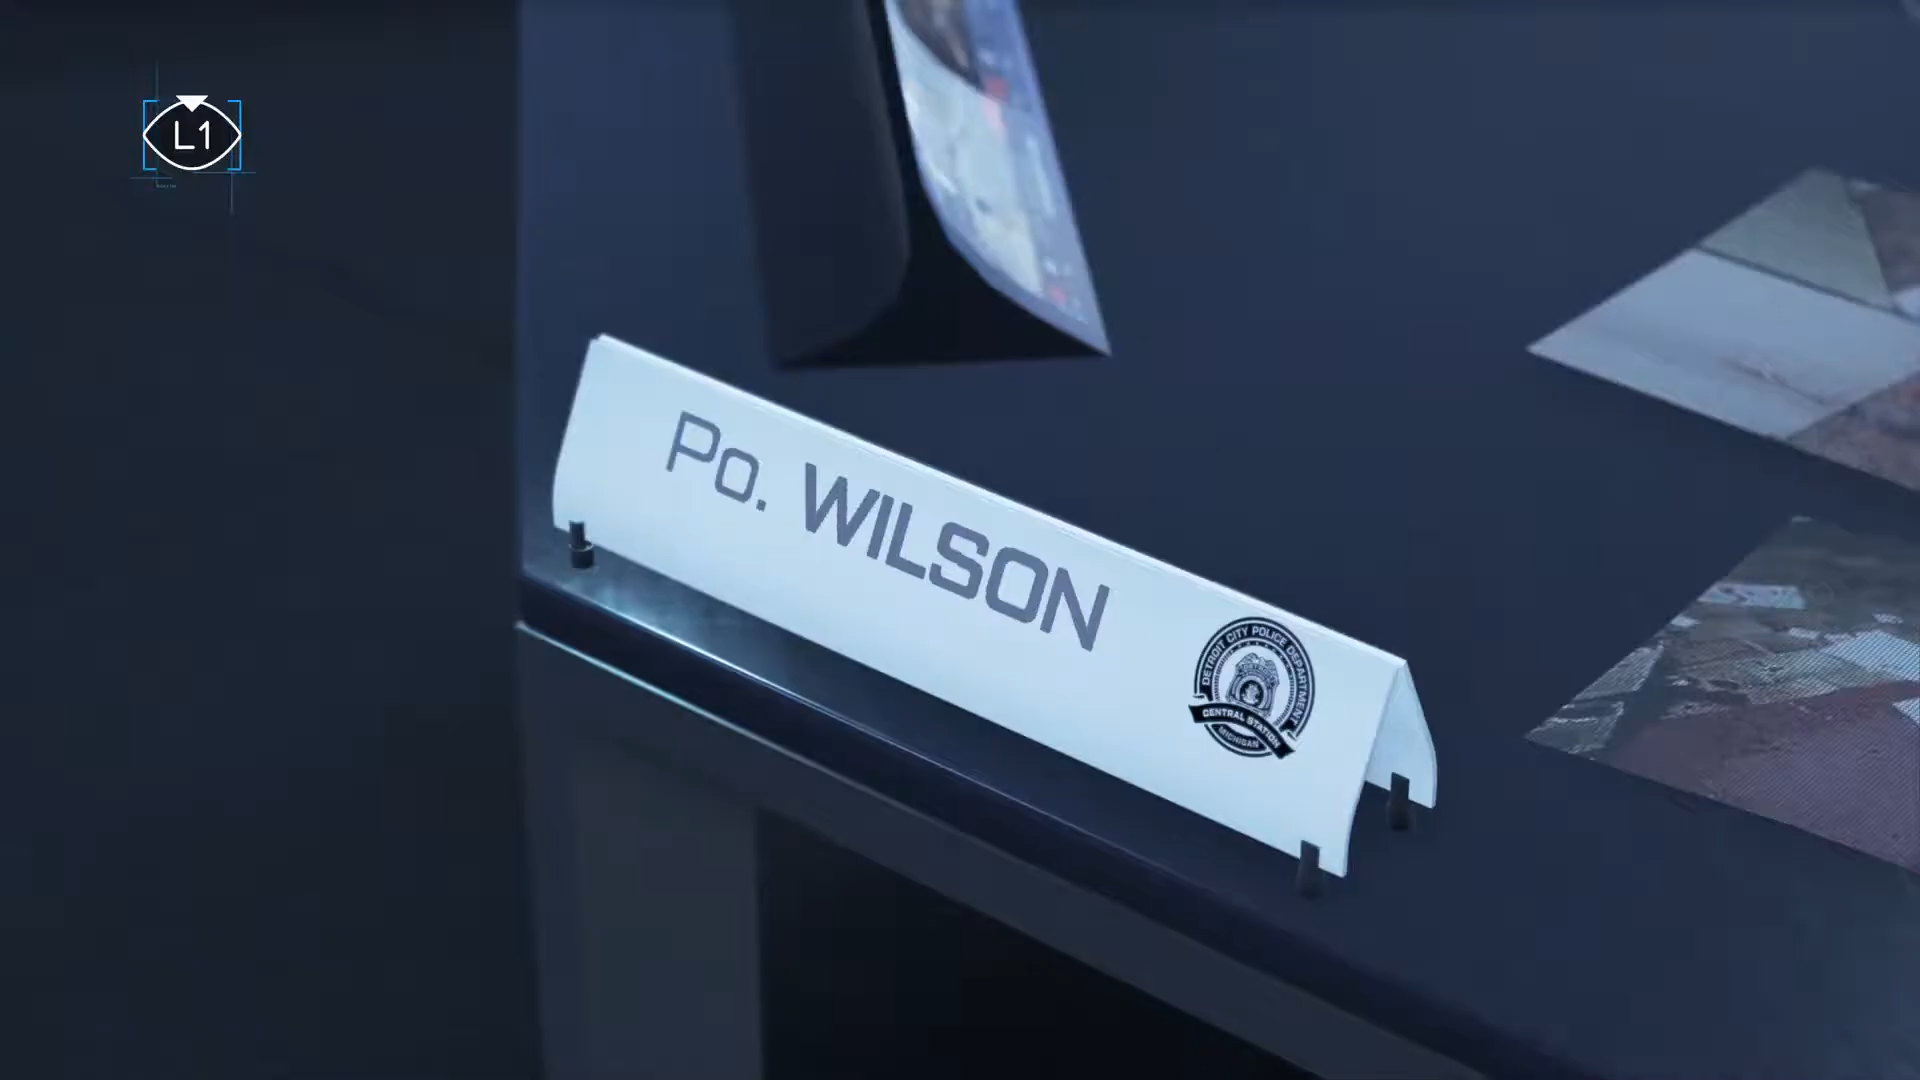 L1
Po. WILSON
DETROIT CITY POLICE DEPARTMENT
CENTRAL STATION
MICHIGAN